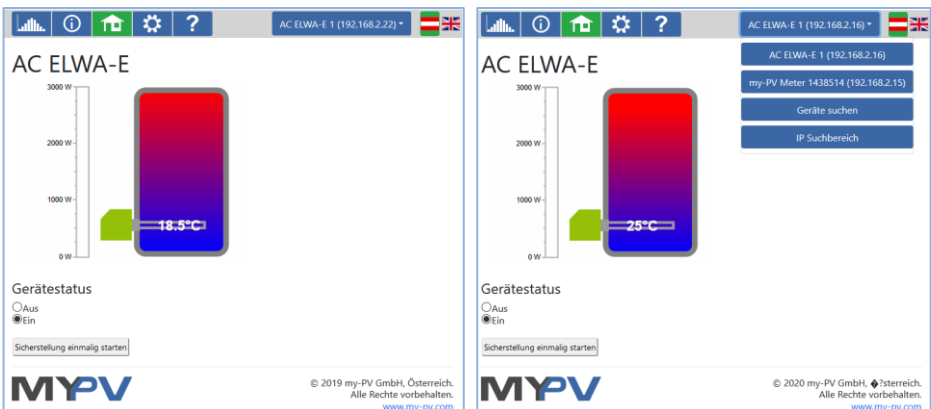 ?
AC ELWA-E 1 (192.168.2.22)
AC ELWA-E
3000 W
2000 W
1000 W
0 W
18.5°C
Gerätestatus
Aus
Ein
Sicherstellung einmalig starten
MYPV
© 2019 my-PV GmbH, Österreich.
Alle Rechte vorbehalten.
www.my-pv.com
?
AC ELWA-E 1 (192.168.2.16)
AC ELWA-E 1 (192.168.2.16)
my-PV Meter 1438514 (192.168.2.15)
Geräte suchen
IP Suchbereich
AC ELWA-E
3000 W
2000 W
1000 W
0 W
25°C
Gerätestatus
Aus
Ein
Sicherstellung einmalig starten
MYPV
© 2020 my-PV GmbH, �?sterreich.
Alle Rechte vorbehalten.
www.my-pv.com